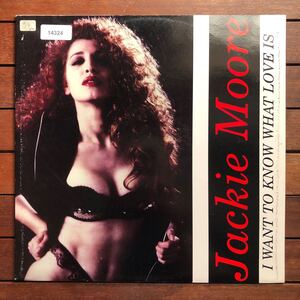 14324
Jackie Moore
I WANT TO KNOW WHAT LOVE IS